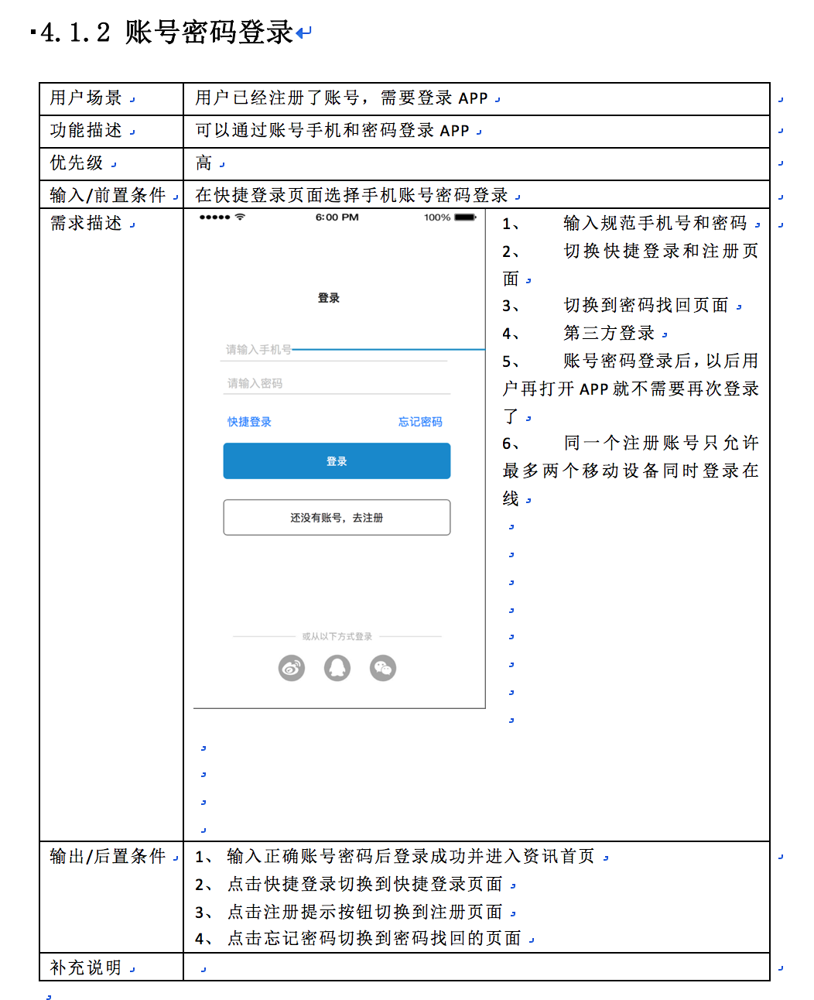 4.1.2 账号密码登录
用户场景
用户已经注册了账号，需要登录 APP
功能描述
可以通过账号手机和密码登录 APP
优先级
高
输入/前置条件
在快捷登录页面选择手机账号密码登录
需求描述
6:00 PM
100%
登录
请输入手机号
请输入密码
快捷登录
忘记密码
登录
还没有账号，去注册
或从以下方式登录
1、 输入规范手机号和密码
2、 切换快捷登录和注册页
面
3、 切换到密码找回页面
4、 第三方登录
5、 账号密码登录后，以后用
户再打开 APP 就不需要再次登录
了
6、 同一个注册账号只允许
最多两个移动设备同时登录在
线
输出/后置条件
1、 输入正确账号密码后登录成功并进入资讯首页
2、 点击快捷登录切换到快捷登录页面
3、 点击注册提示按钮切换到注册页面
4、 点击忘记密码切换到密码找回的页面
补充说明